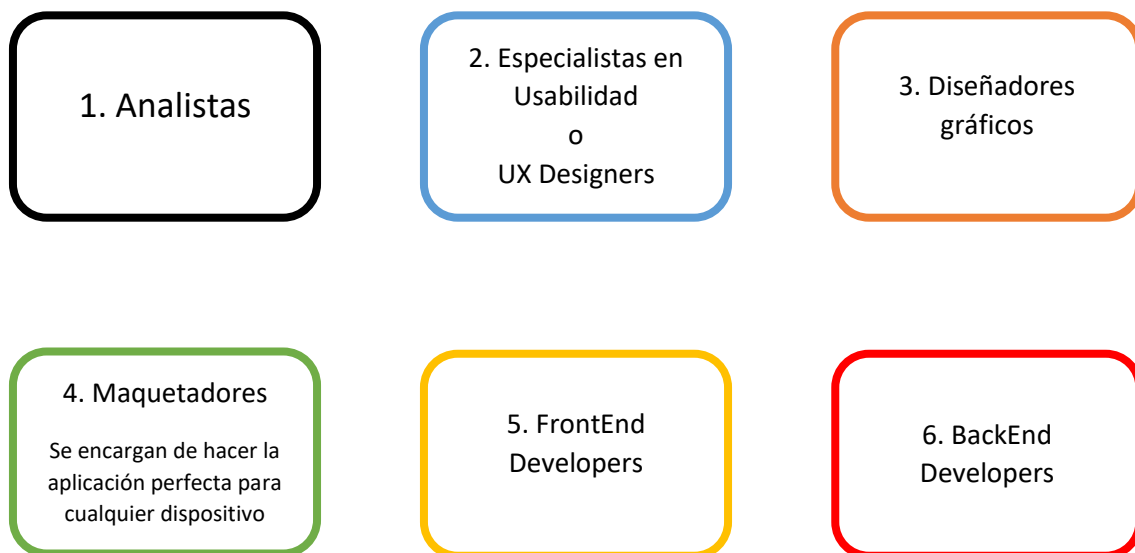 1. Analistas
2. Especialistas en
Usabilidad
o
UX Designers
3. Diseñadores
gráficos
4. Maquetadores
Se encargan de hacer la
aplicación perfecta para
cualquier dispositivo
5. FrontEnd
Developers
6. BackEnd
Developers